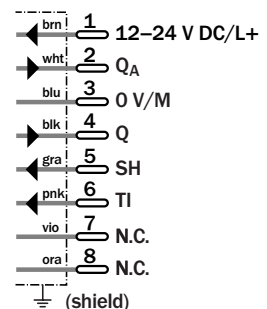 brn 1 12–24 V DC/L+
wht 2 QA
blu 3 0 V/M
blk 4 Q
gra 5 SH
pnk 6 TI
vio 7 N.C.
ora 8 N.C.
(shield)